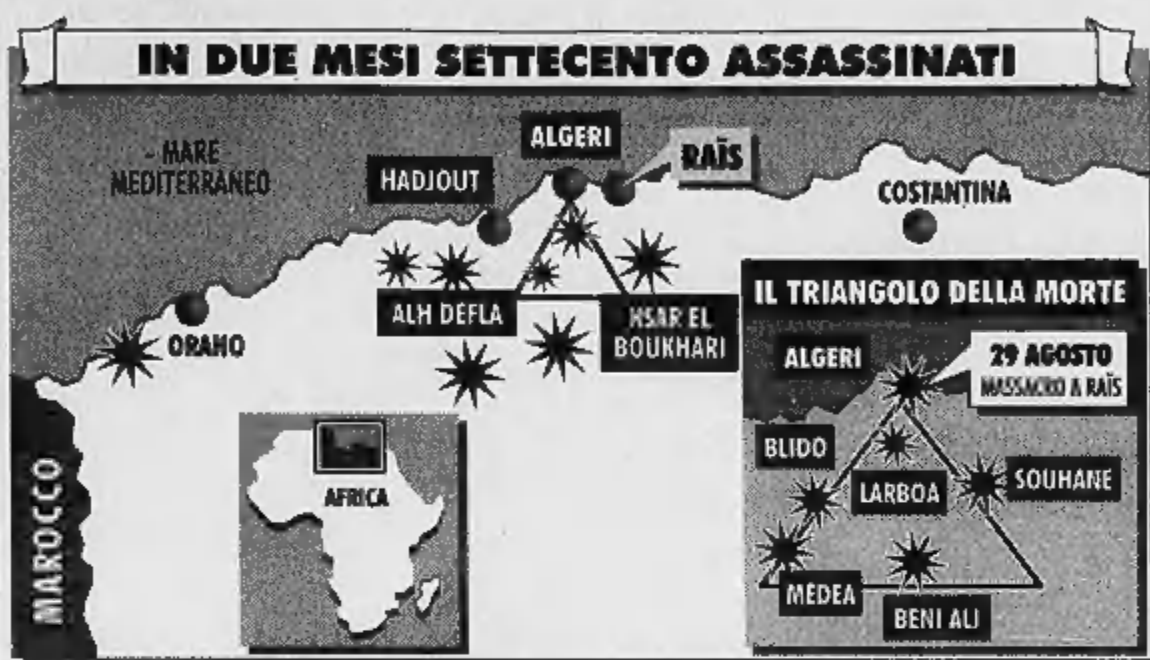 IN DUE MESI SETTECENTO ASSASSINATI
MARE
MEDITERRANEO
HADJOUT
ALGERI
RAÏS
COSTANTINA
ORANO
ALH DEFLA
KSAR EL
BOUKHARI
MAROCCO
AFRICA
IL TRIANGOLO DELLA MORTE
ALGERI
29 AGOSTO
MASSACRO A RAÏS
BLIDO
LARBOA
SOUHANE
MÉDEA
BENI ALI